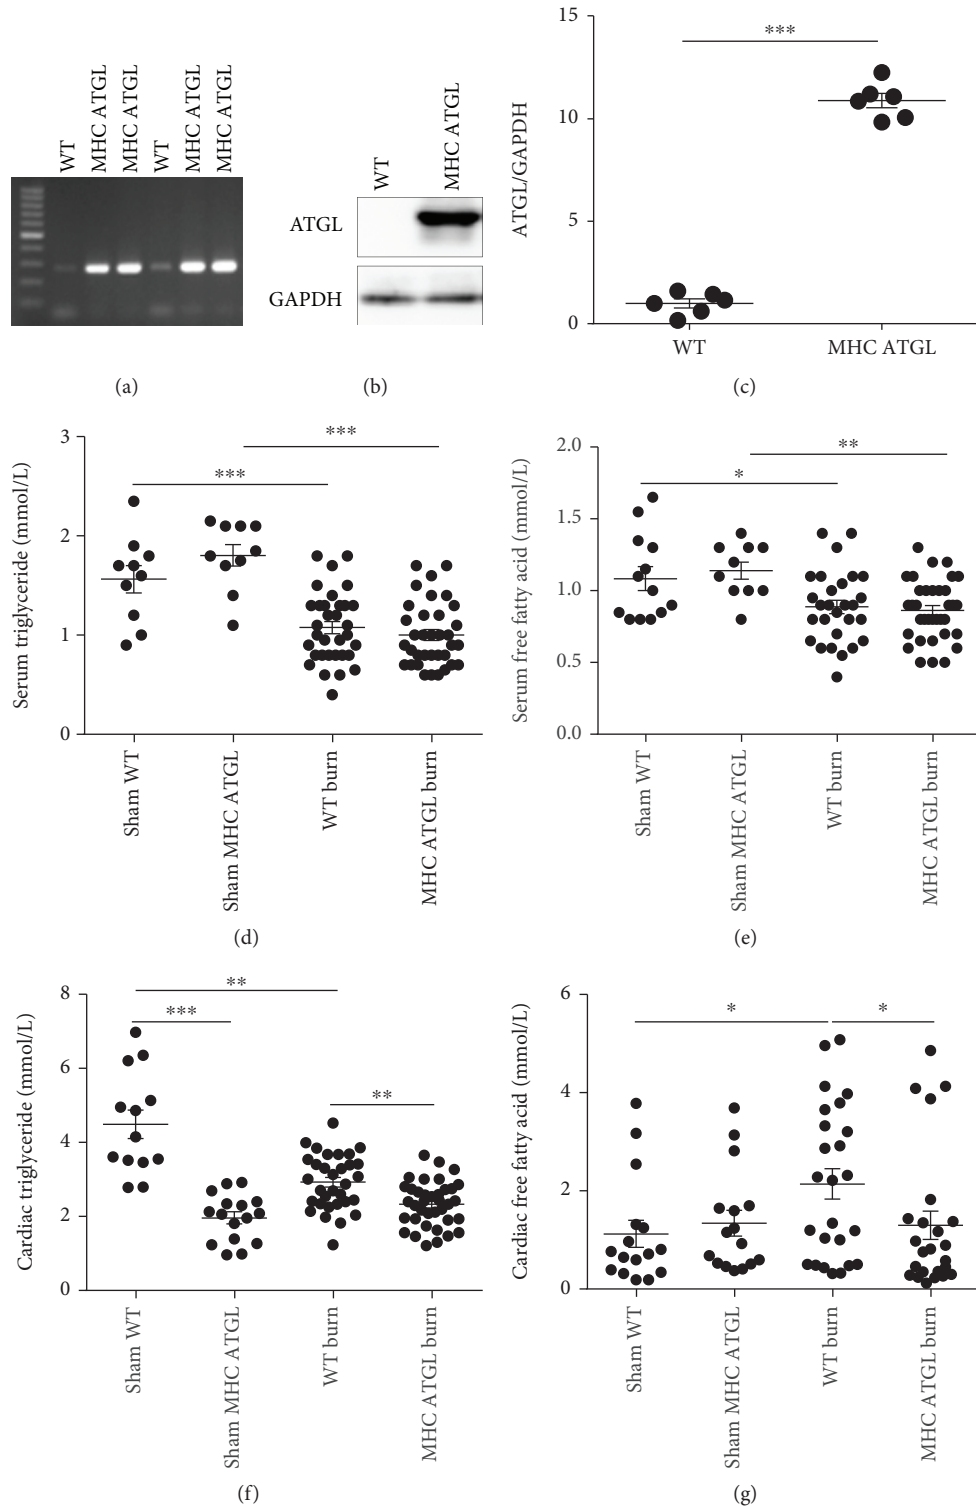 WT
MHC ATGL
MHC ATGL
WT
MHC ATGL
MHC ATGL
(a)
WT
MHC ATGL
ATGL
GAPDH
(b)
ATGL/GAPDH
15
10
5
0
***
WT
MHC ATGL
(c)
Serum triglyceride (mmol/L)
3
2
1
0
***
***
Sham WT
Sham MHC ATGL
WT burn
MHC ATGL burn
(d)
Serum free fatty acid (mmol/L)
2.0
1.5
1.0
0.5
0.0
**
*
Sham WT
Sham MHC ATGL
WT burn
MHC ATGL burn
(e)
Cardiac triglyceride (mmol/L)
8
6
4
2
0
**
***
**
Sham WT
Sham MHC ATGL
WT burn
MHC ATGL burn
(f)
Cardiac free fatty acid (mmol/L)
6
4
2
0
*
*
Sham WT
Sham MHC ATGL
WT burn
MHC ATGL burn
(g)